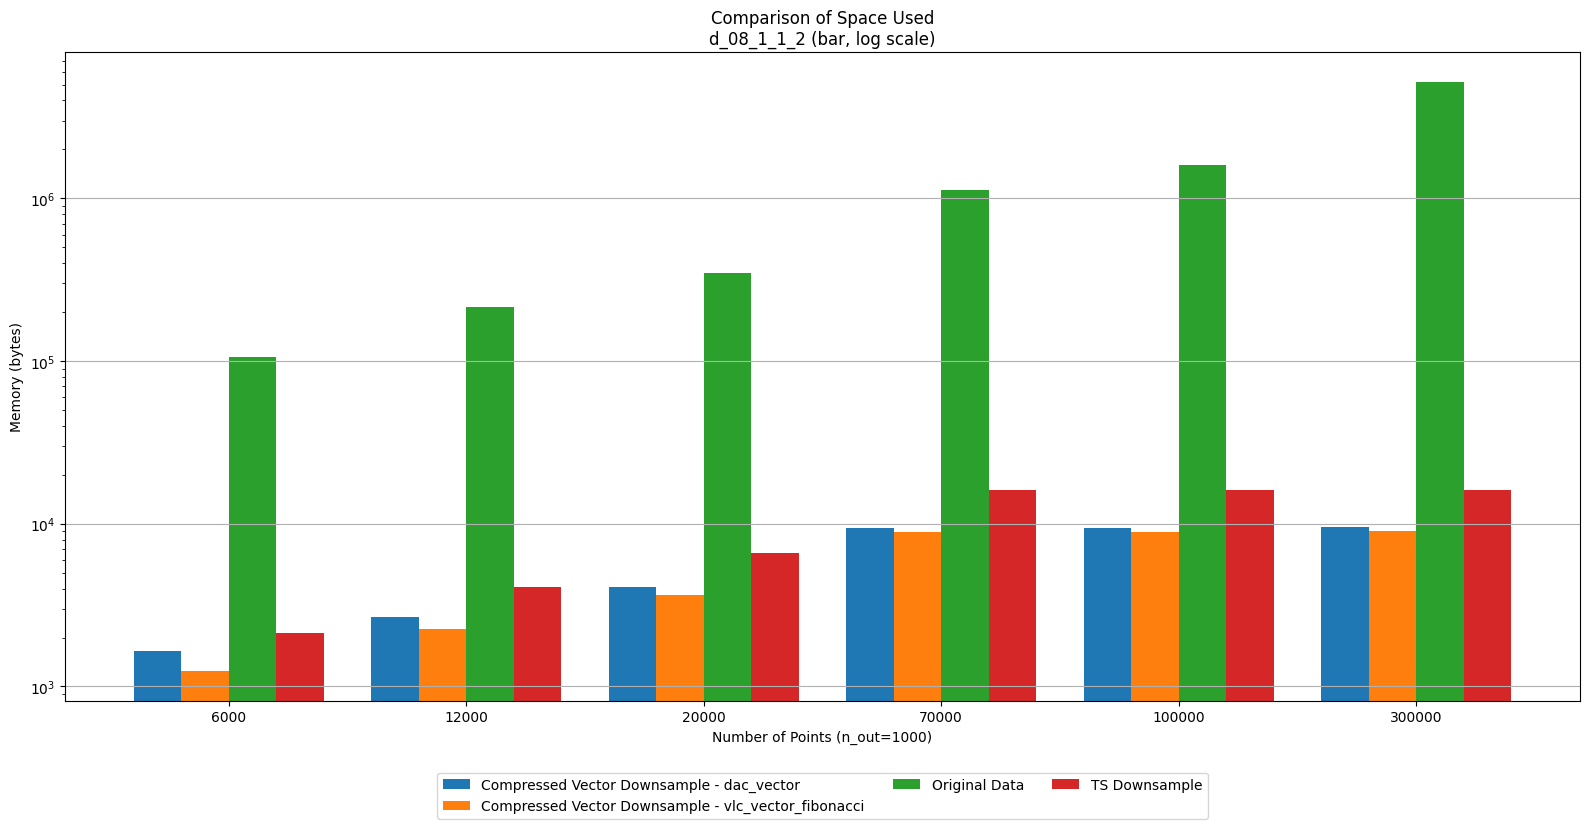 Comparison of Space Used
d_08_1_1_2 (bar, log scale)
Memory (bytes)
10^6
10^5
10^4
10^3
6000 12000 20000 70000 100000 300000
Number of Points (n_out=1000)
Compressed Vector Downsample - dac_vector
Compressed Vector Downsample - vlc_vector_fibonacci
Original Data
TS Downsample